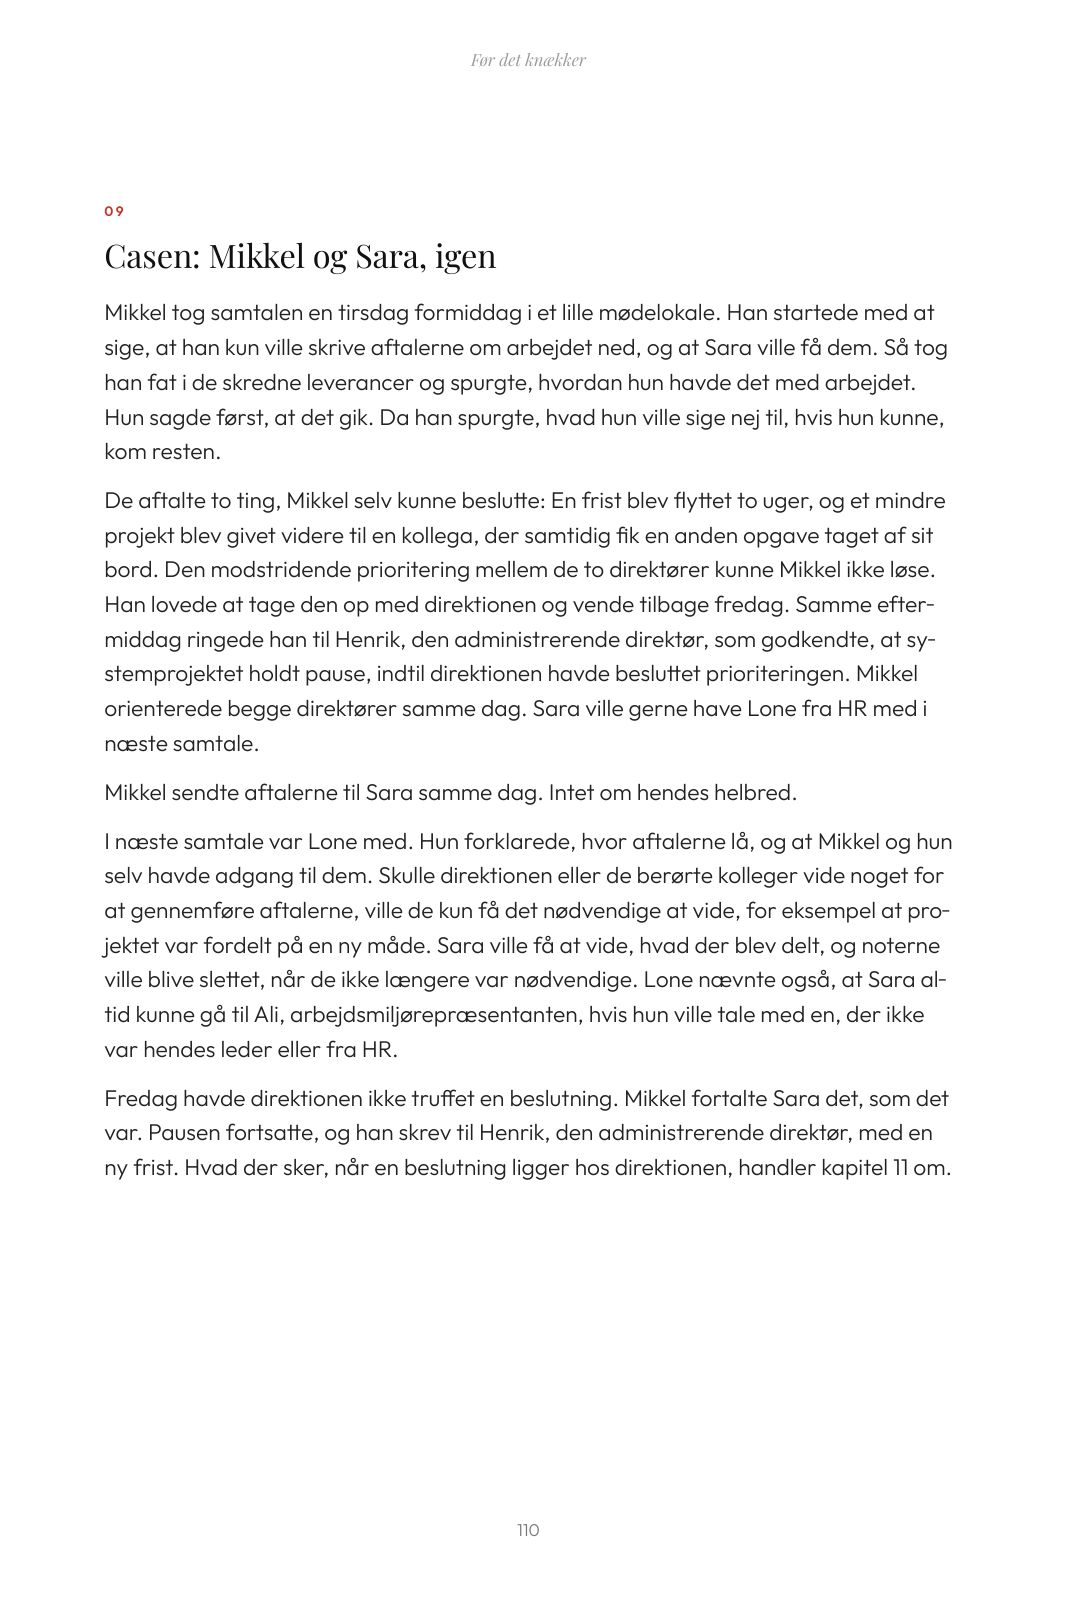 Før det knækker
09
Casen: Mikkel og Sara, igen
Mikkel tog samtalen en tirsdag formiddag i et lille mødelokale. Han startede med at
sige, at han kun ville skrive aftalerne om arbejdet ned, og at Sara ville få dem. Så tog
han fat i de skredne leverancer og spurgte, hvordan hun havde det med arbejdet.
Hun sagde først, at det gik. Da han spurgte, hvad hun ville sige nej til, hvis hun kunne,
kom resten.
De aftalte to ting, Mikkel selv kunne beslutte: En frist blev flyttet to uger, og et mindre
projekt blev givet videre til en kollega, der samtidig fik en anden opgave taget af sit
bord. Den modstridende prioritering mellem de to direktører kunne Mikkel ikke løse.
Han lovede at tage den op med direktionen og vende tilbage fredag. Samme efter-
middag ringede han til Henrik, den administrerende direktør, som godkendte, at sy-
stemprojektet holdt pause, indtil direktionen havde besluttet prioriteringen. Mikkel
orienterede begge direktører samme dag. Sara ville gerne have Lone fra HR med i
næste samtale.
Mikkel sendte aftalerne til Sara samme dag. Intet om hendes helbred.
I næste samtale var Lone med. Hun forklarede, hvor aftalerne lå, og at Mikkel og hun
selv havde adgang til dem. Skulle direktionen eller de berørte kolleger vide noget for
at gennemføre aftalerne, ville de kun få det nødvendige at vide, for eksempel at pro-
jektet var fordelt på en ny måde. Sara ville få at vide, hvad der blev delt, og noterne
ville blive slettet, når de ikke længere var nødvendige. Lone nævnte også, at Sara al-
tid kunne gå til Ali, arbejdsmiljørepræsentanten, hvis hun ville tale med en, der ikke
var hendes leder eller fra HR.
Fredag havde direktionen ikke truffet en beslutning. Mikkel fortalte Sara det, som det
var. Pausen fortsatte, og han skrev til Henrik, den administrerende direktør, med en
ny frist. Hvad der sker, når en beslutning ligger hos direktionen, handler kapitel 11 om.
110